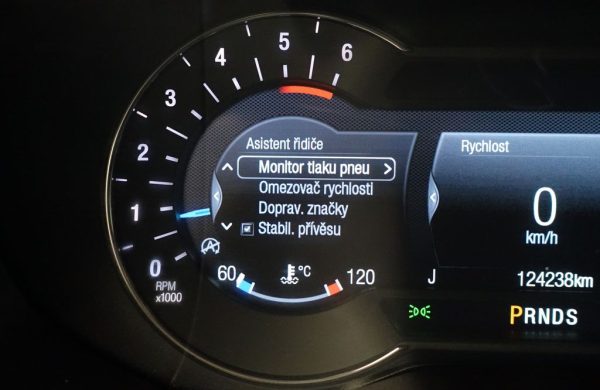 6
5
4
3
2
1
0
RPM
x1000
Asistent řidiče
Monitor tlaku pneu >
Omezovač rychlosti
Doprav. značky
Stabil. přívěsu
60 °C 120
Rychlost
0
km/h
J 124238km
PRNDS